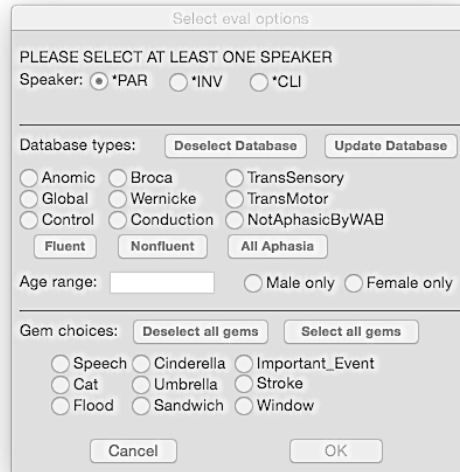 Select eval options
PLEASE SELECT AT LEAST ONE SPEAKER
Speaker: *PAR *INV *CLI
Database types: Deselect Database Update Database
Anomic Broca TransSensory
Global Wernicke TransMotor
Control Conduction NotAphasicByWAB
Fluent Nonfluent All Aphasia
Age range: Male only Female only
Gem choices: Deselect all gems Select all gems
Speech Cinderella Important_Event
Cat Umbrella Stroke
Flood Sandwich Window
Cancel OK